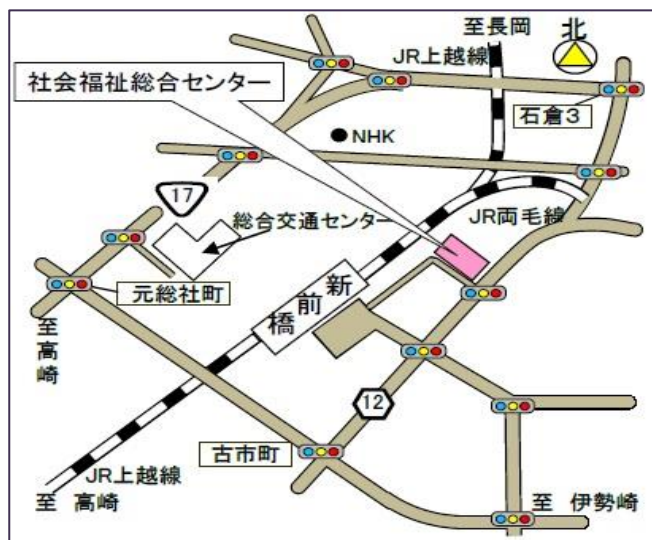 至長岡
北
JR上越線
社会福祉総合センター
石倉3
NHK
17
JR両毛線
総合交通センター
新前橋
元総社町
至高崎
12
古市町
JR上越線
至 高崎
至 伊勢崎